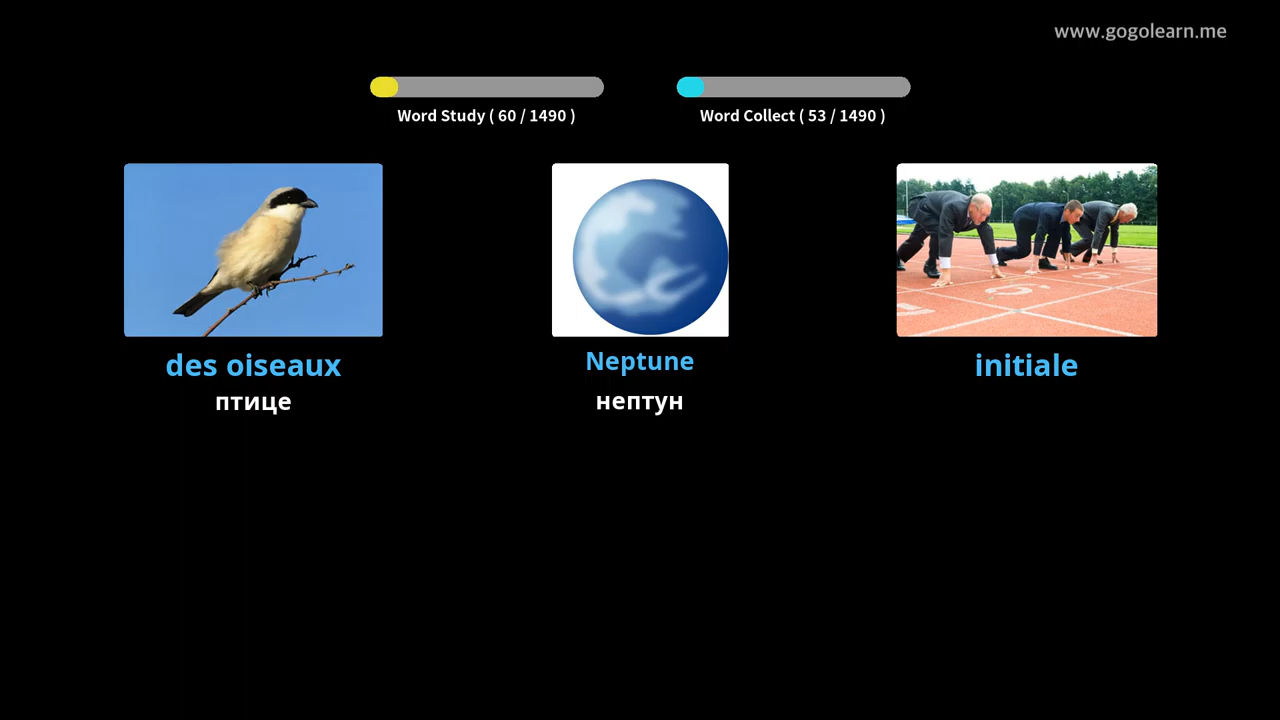 www.gogolearn.me
Word Study ( 60 / 1490 )
Word Collect ( 53 / 1490 )
des oiseaux
птице
Neptune
нептун
initiale